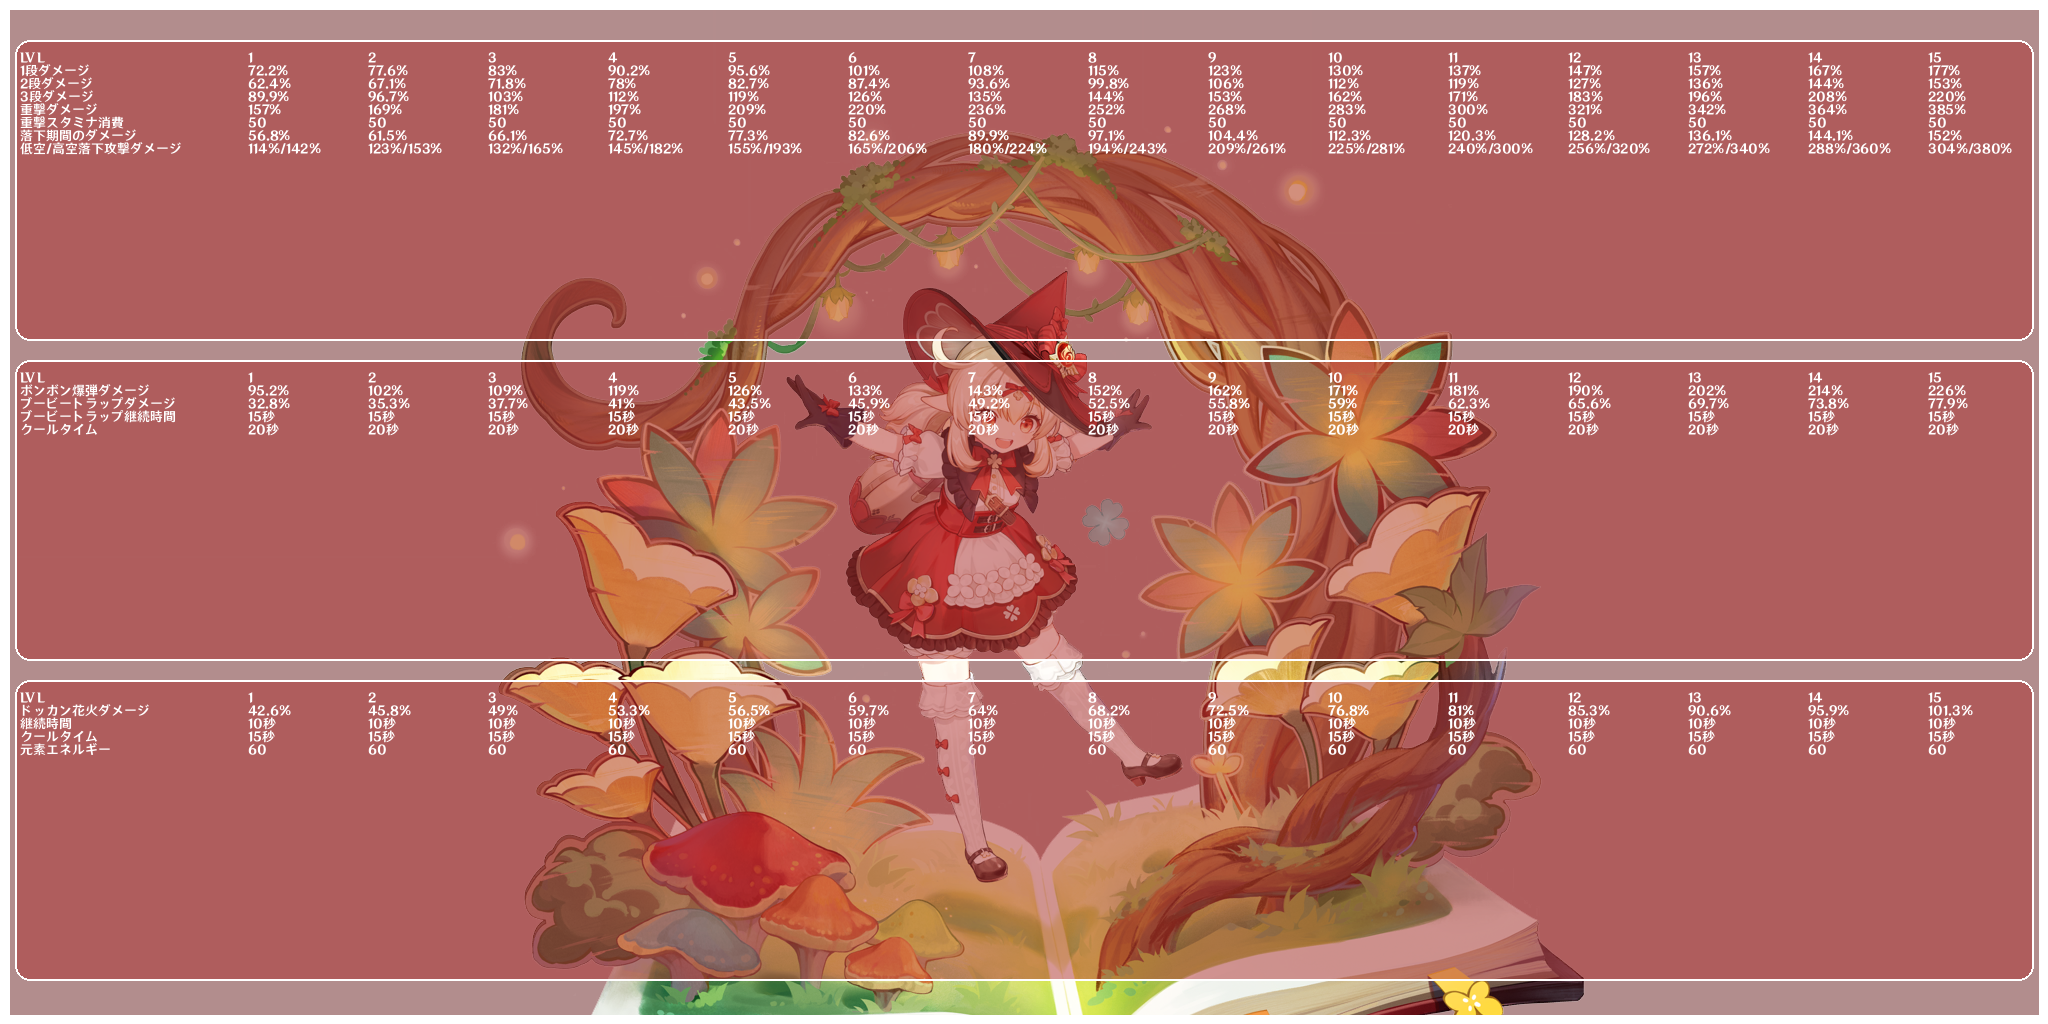 LVL 1 2 3 4 5 6 7 8 9 10 11 12 13 14 15
1段ダメージ 72.2% 77.6% 83% 90.2% 95.6% 101% 108% 115% 123% 130% 137% 147% 157% 167% 177%
2段ダメージ 62.4% 67.1% 71.8% 78% 82.7% 87.4% 93.6% 99.8% 106% 112% 119% 127% 136% 144% 153%
3段ダメージ 89.9% 96.7% 103% 112% 119% 126% 135% 144% 153% 162% 171% 183% 196% 208% 220%
重撃ダメージ 157% 169% 181% 197% 209% 220% 236% 252% 268% 283% 300% 321% 342% 364% 385%
重撃スタミナ消費 50 50 50 50 50 50 50 50 50 50 50 50 50 50 50
落下期間のダメージ 56.8% 61.5% 66.1% 72.7% 77.3% 82.6% 89.9% 97.1% 104.4% 112.3% 120.3% 128.2% 136.1% 144.1% 152%
低空/高空落下攻撃ダメージ 114%/142% 123%/153% 132%/165% 145%/182% 155%/193% 165%/206% 180%/224% 194%/243% 209%/261% 225%/281% 240%/300% 256%/320% 272%/340% 288%/360% 304%/380%
LVL 1 2 3 4 5 6 7 8 9 10 11 12 13 14 15
ボンボン爆弾ダメージ 95.2% 102% 109% 119% 126% 133% 143% 152% 162% 171% 181% 190% 202% 214% 226%
ブービートラップダメージ 32.8% 35.3% 37.7% 41% 43.5% 45.9% 49.2% 52.5% 55.8% 59% 62.3% 65.6% 69.7% 73.8% 77.9%
ブービートラップ継続時間 15秒 15秒 15秒 15秒 15秒 15秒 15秒 15秒 15秒 15秒 15秒 15秒 15秒 15秒 15秒
クールタイム 20秒 20秒 20秒 20秒 20秒 20秒 20秒 20秒 20秒 20秒 20秒 20秒 20秒 20秒 20秒
LVL 1 2 3 4 5 6 7 8 9 10 11 12 13 14 15
ドッカン花火ダメージ 42.6% 45.8% 49% 53.3% 56.5% 59.7% 64% 68.2% 72.5% 76.8% 81% 85.3% 90.6% 95.9% 101.3%
継続時間 10秒 10秒 10秒 10秒 10秒 10秒 10秒 10秒 10秒 10秒 10秒 10秒 10秒 10秒 10秒
クールタイム 15秒 15秒 15秒 15秒 15秒 15秒 15秒 15秒 15秒 15秒 15秒 15秒 15秒 15秒 15秒
元素エネルギー 60 60 60 60 60 60 60 60 60 60 60 60 60 60 60